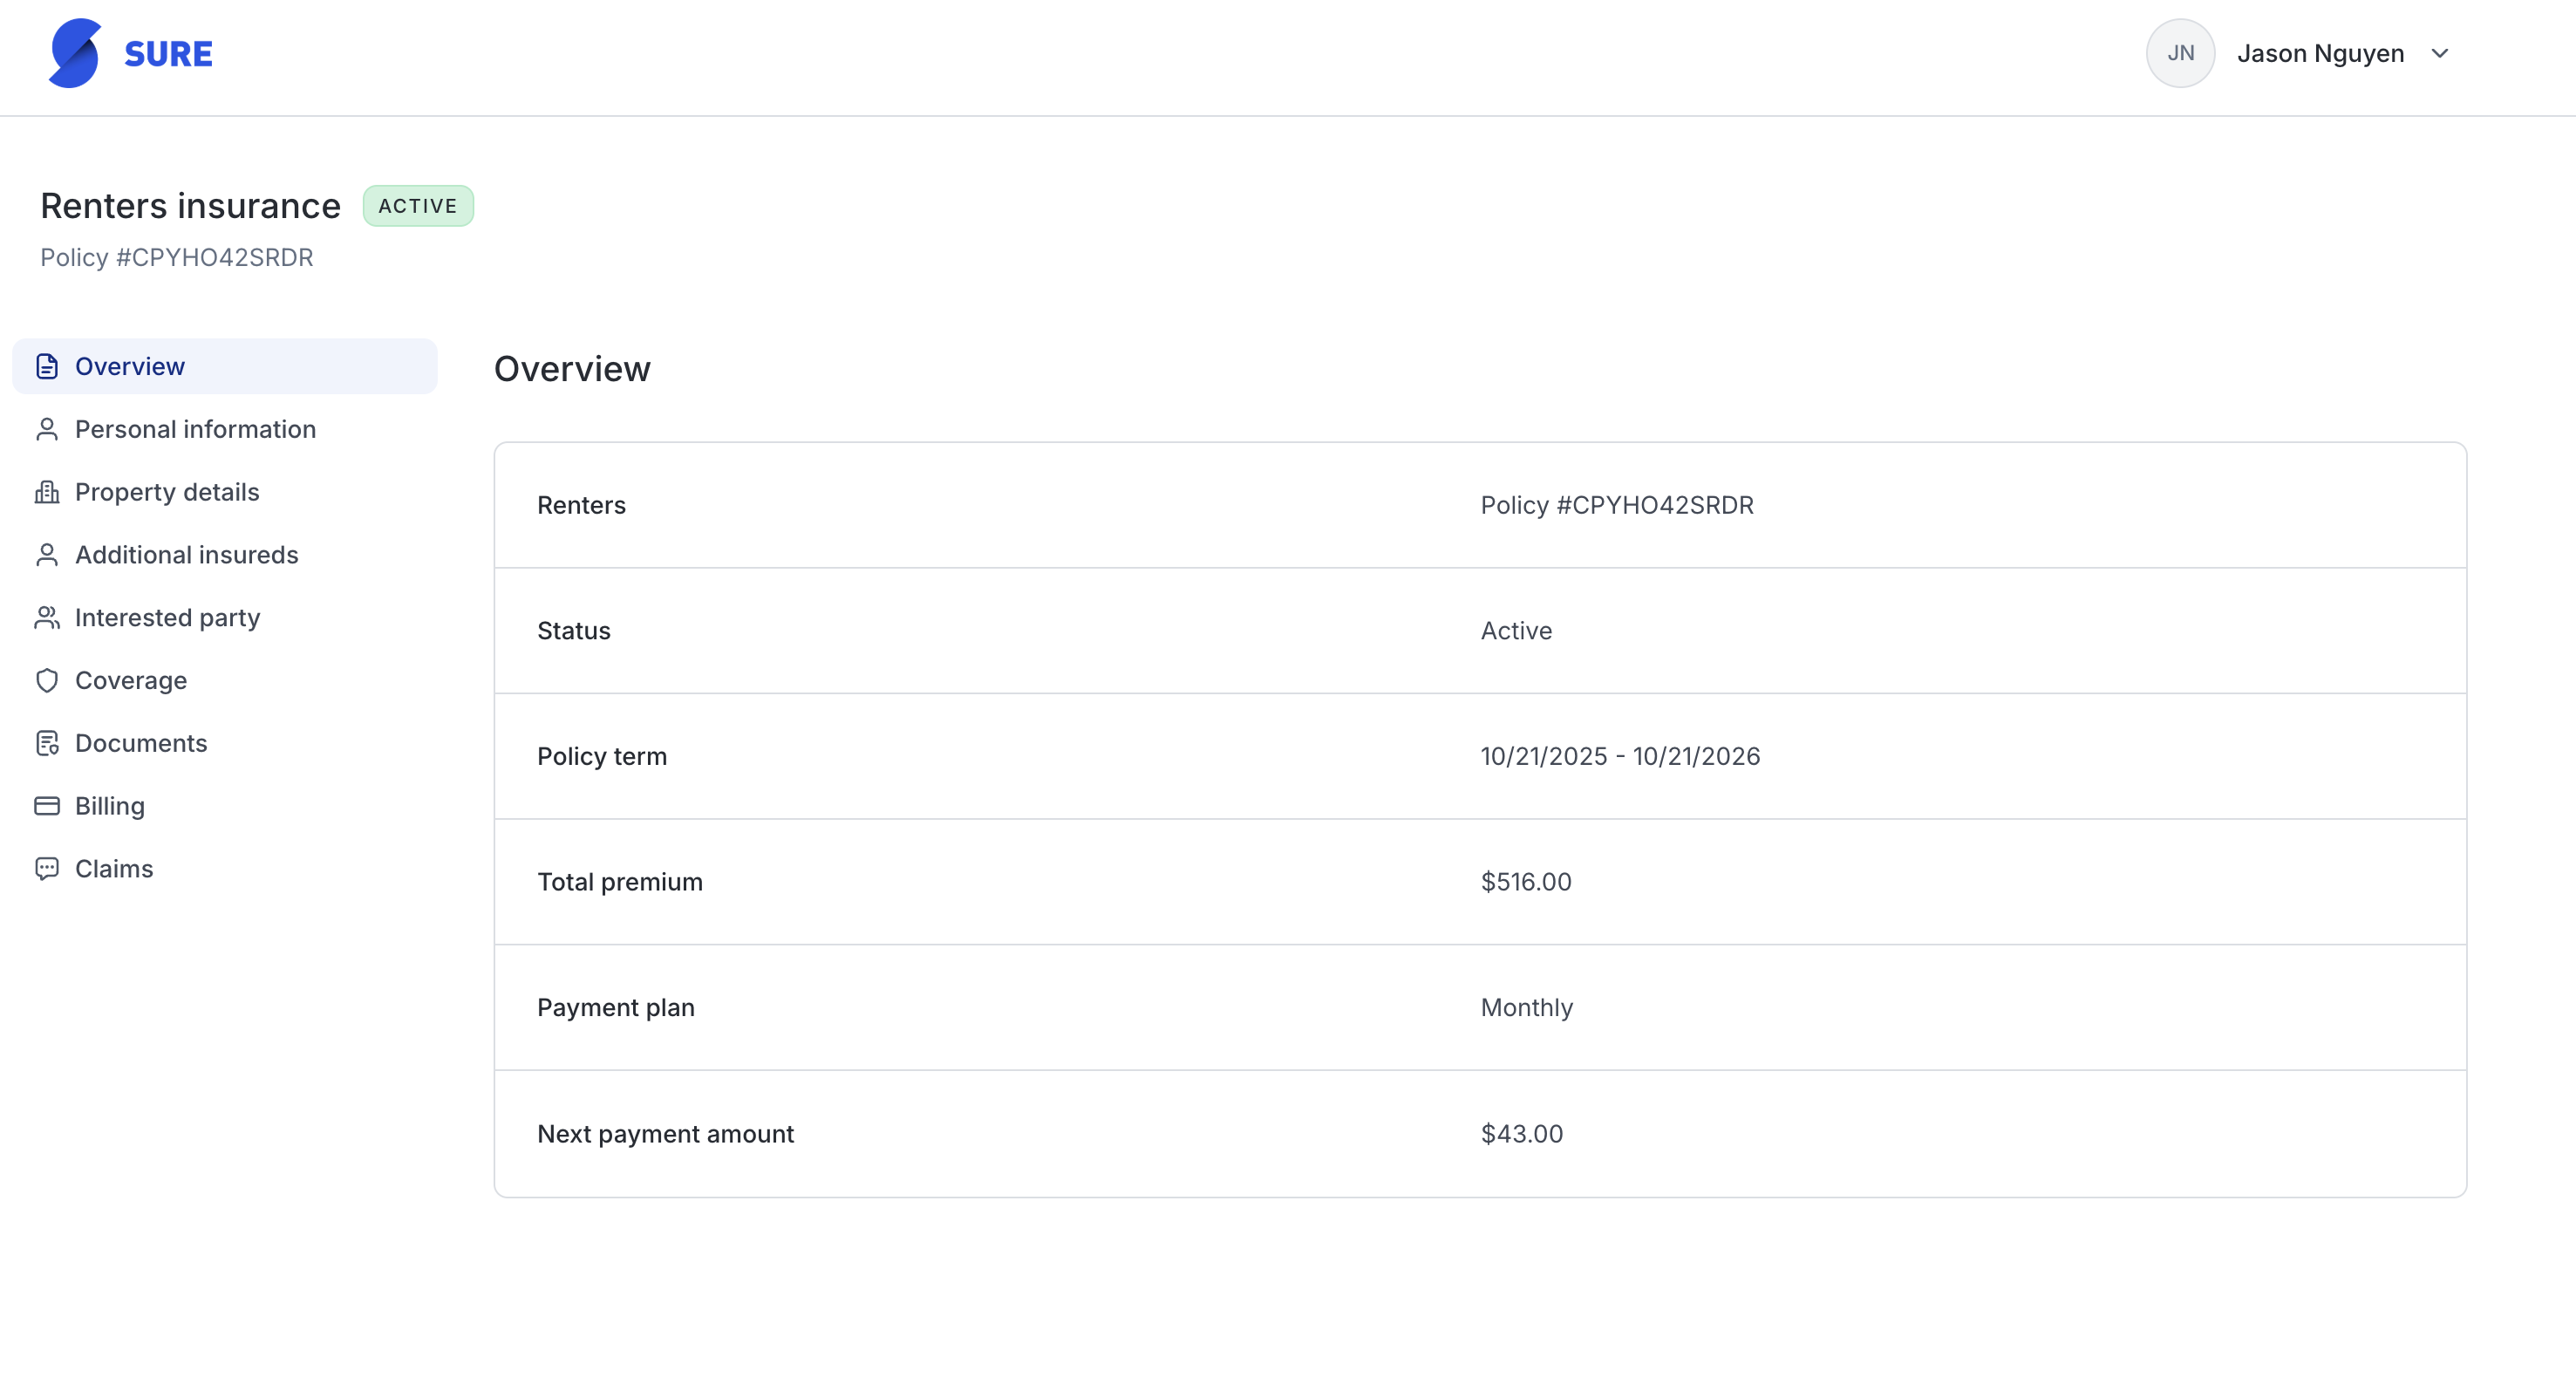 SURE
JN Jason Nguyen
Renters insurance ACTIVE
Policy #CPYHO42SRDR
Overview
Personal information
Property details
Additional insureds
Interested party
Coverage
Documents
Billing
Claims
Overview
Renters Policy #CPYHO42SRDR
Status Active
Policy term 10/21/2025 - 10/21/2026
Total premium $516.00
Payment plan Monthly
Next payment amount $43.00